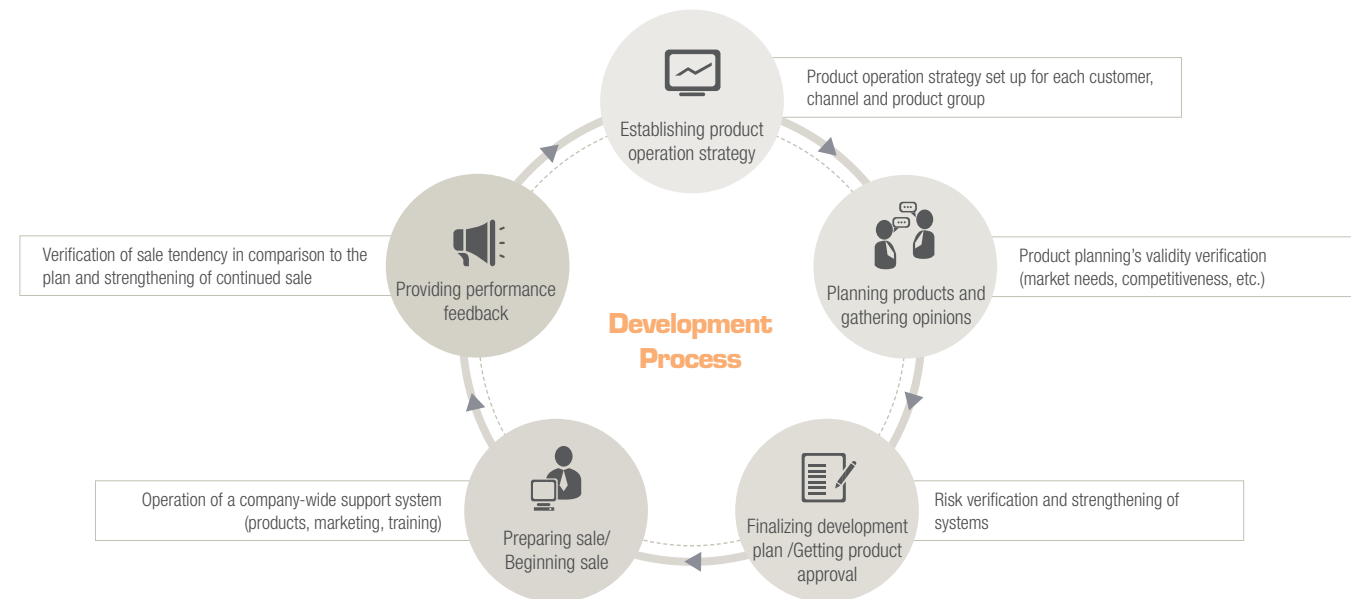 Product operation strategy set up for each customer,
channel and product group
Establishing product
operation strategy
Verification of sale tendency in comparison to the
plan and strengthening of continued sale
Providing performance
feedback
Product planning’s validity verification
(market needs, competitiveness, etc.)
Planning products and
gathering opinions
Development
Process
Operation of a company-wide support system
(products, marketing, training)
Preparing sale/
Beginning sale
Finalizing development
plan /Getting product
approval
Risk verification and strengthening of
systems